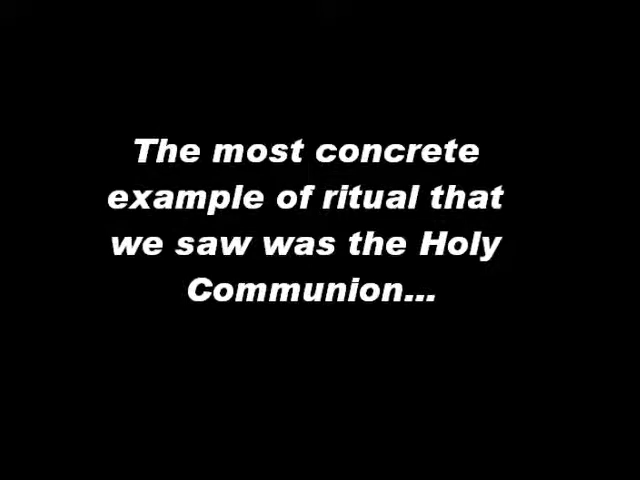 The most concrete
example of ritual that
we saw was the Holy
Communion...